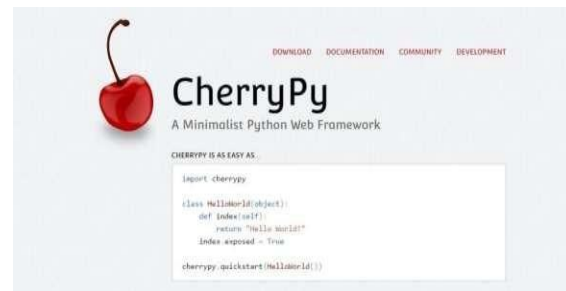 DOWNLOAD DOCUMENTATION COMMUNITY DEVELOPMENT
CherryPy
A Minimalist Python Web Framework
CHERRYPY IS AS EASY AS...
import cherrypy
class HelloWorld(object):
def index(self):
return "Hello World!"
index.exposed = True
cherrypy.quickstart(HelloWorld())